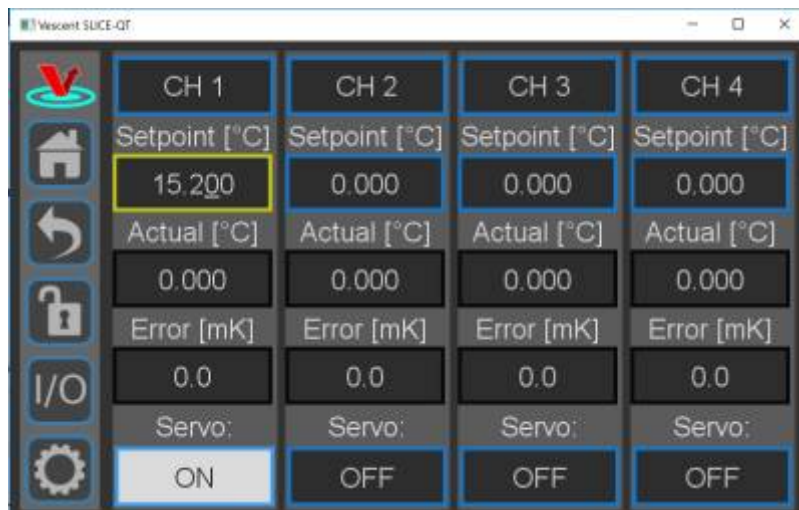 Vescent SLICE-QT
CH 1 CH 2 CH 3 CH 4
Setpoint [°C] Setpoint [°C] Setpoint [°C] Setpoint [°C]
15.200 0.000 0.000 0.000
Actual [°C] Actual [°C] Actual [°C] Actual [°C]
0.000 0.000 0.000 0.000
Error [mK] Error [mK] Error [mK] Error [mK]
I/O 0.0 0.0 0.0 0.0
Servo: Servo: Servo: Servo:
ON OFF OFF OFF